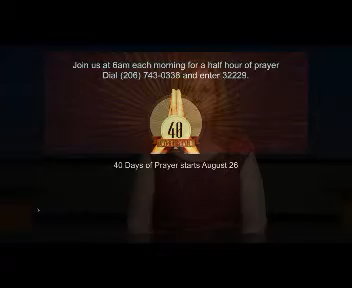 Join us at 6am each morning for a half hour of prayer
Dial (206) 743-0338 and enter 32229.
40
40 Days of Prayer starts August 26